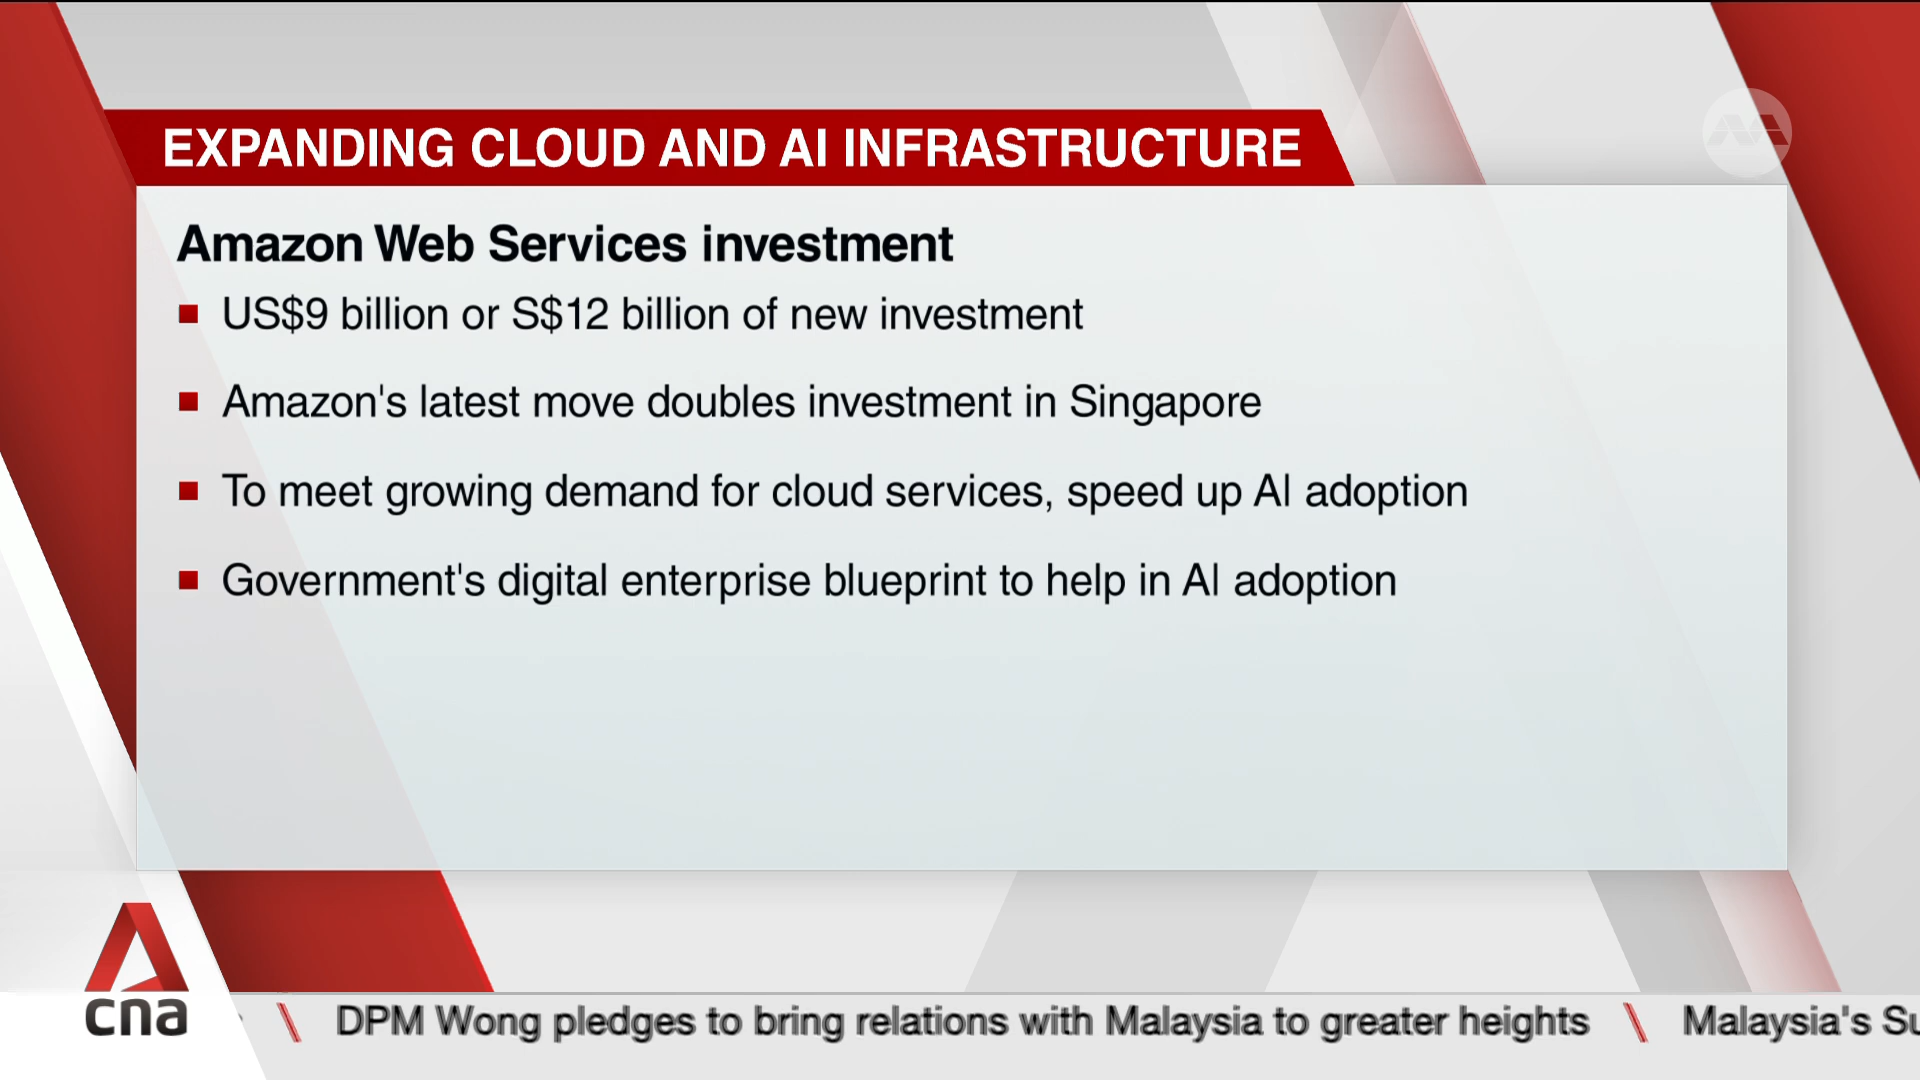 EXPANDING CLOUD AND AI INFRASTRUCTURE
Amazon Web Services investment
US$9 billion or S$12 billion of new investment
Amazon's latest move doubles investment in Singapore
To meet growing demand for cloud services, speed up AI adoption
Government's digital enterprise blueprint to help in AI adoption
cna
DPM Wong pledges to bring relations with Malaysia to greater heights \ Malaysia's